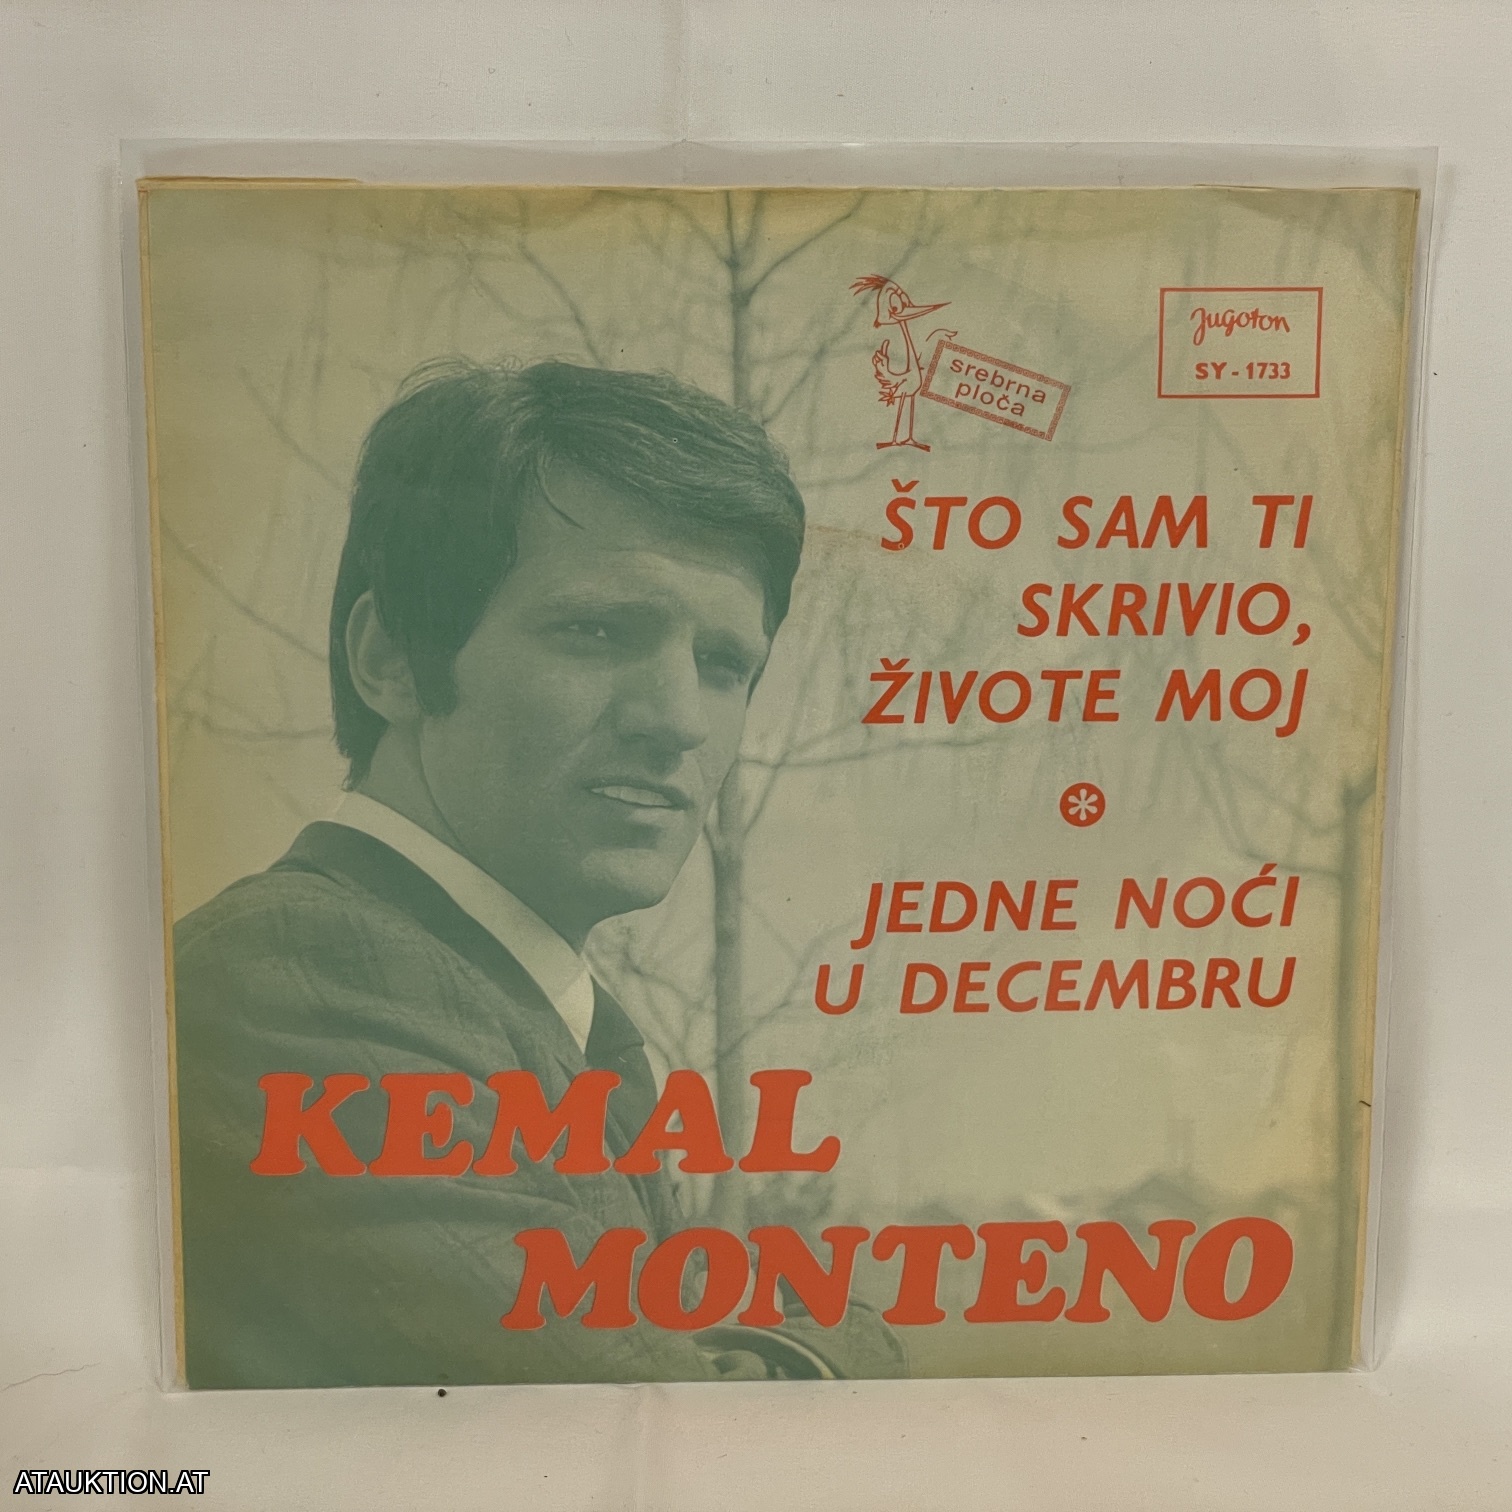 Jugoton
SY - 1733
srebrna
ploča
ŠTO SAM TI
SKRIVIO,
ŽIVOTE MOJ
JEDNE NOĆI
U DECEMBRU
KEMAL
MONTENO
ATAUKTION.AT